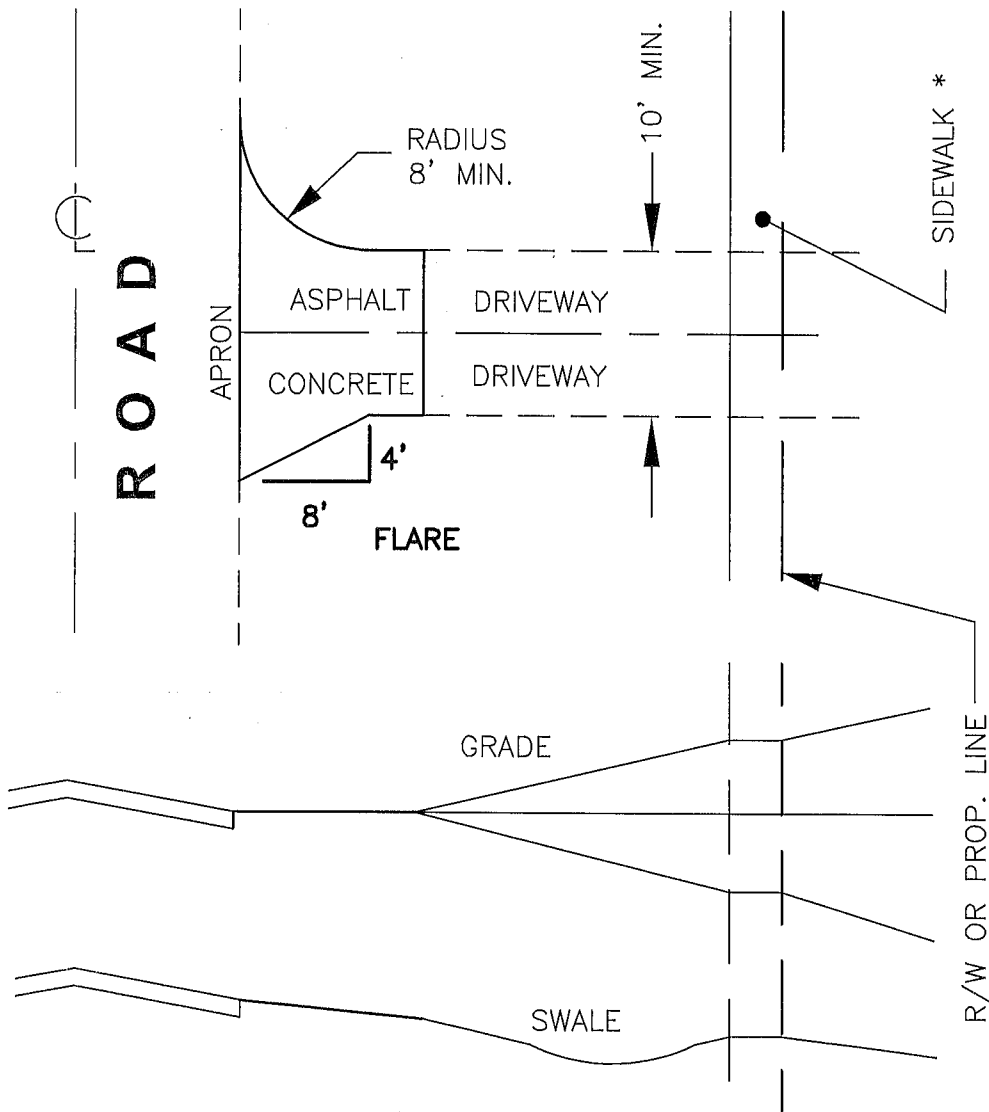 10' MIN.
SIDEWALK *
RADIUS
8' MIN.
℄
ROAD
APRON
ASPHALT
DRIVEWAY
CONCRETE
DRIVEWAY
4'
8'
FLARE
R/W OR PROP. LINE
GRADE
SWALE